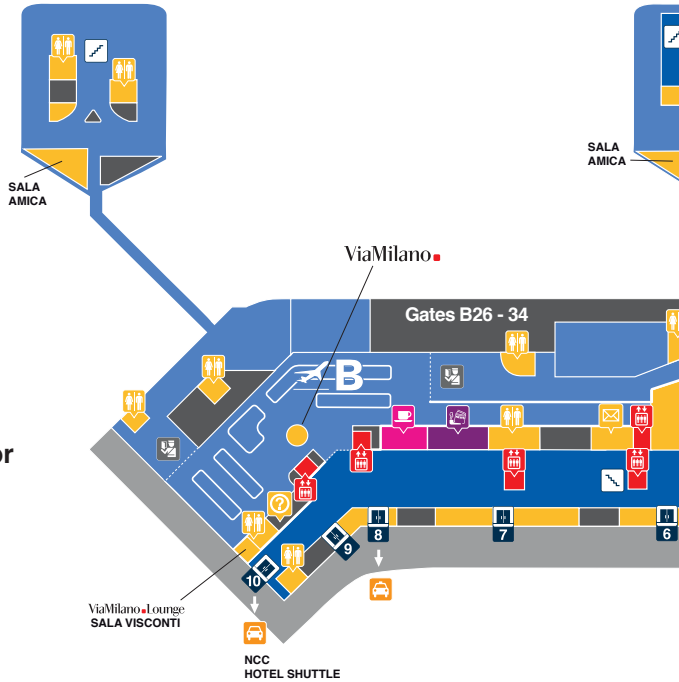 SALA
AMICA
SALA
AMICA
ViaMilano
Gates B26 - 34
B
or
?
8
7
6
9
10
ViaMilano Lounge
SALA VISCONTI
NCC
HOTEL SHUTTLE